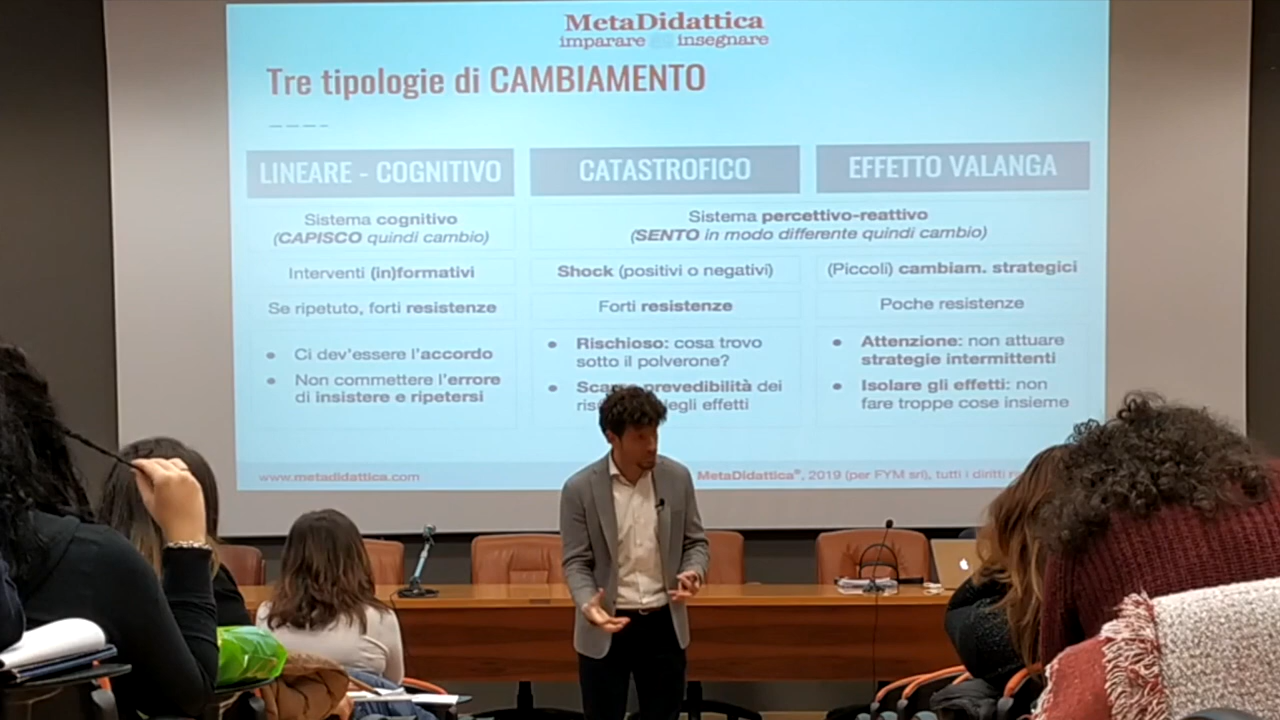 MetaDidattica
imparare insegnare
Tre tipologie di CAMBIAMENTO
LINEARE - COGNITIVO
CATASTROFICO
EFFETTO VALANGA
Sistema cognitivo
(CAPISCO quindi cambio)
Sistema percettivo-reattivo
(SENTO in modo differente quindi cambio)
Interventi (in)formativi
Shock (positivi o negativi)
(Piccoli) cambiam. strategici
Se ripetuto, forti resistenze
Forti resistenze
Poche resistenze
• Ci dev'essere l'accordo
• Non commettere l'errore
di insistere e ripetersi
• Rischioso: cosa trovo
sotto il polverone?
• prevedibilità dei
effetti
• Attenzione: non attuare
strategie intermittenti
• Isolare gli effetti: non
fare troppe cose insieme
www.metadidattica.com
MetaDidattica®, 2019 (per FYM srl), tutti i diritti